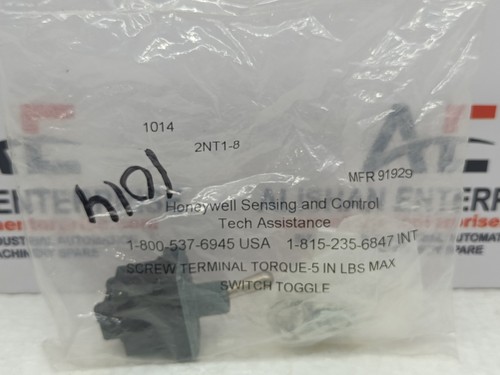 1014
2NT1-8
h101
MFR 91929
Honeywell Sensing and Control
Tech Assistance
1-800-537-6945 USA 1-815-235-6847 INT
SCREW TERMINAL TORQUE-5 IN LBS MAX
SWITCH TOGGLE